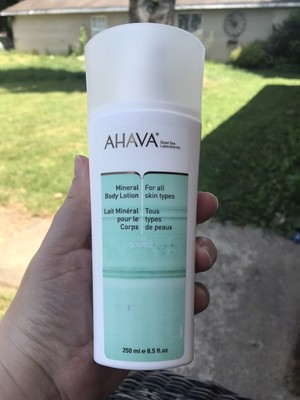 AHAVA®
Dead Sea
Laboratories
Mineral
Body Lotion
For all
skin types
Lait Minéral
pour le
Corps
Tous
types
de peaux
SOURCE
250 ml e 8.5 fl.oz